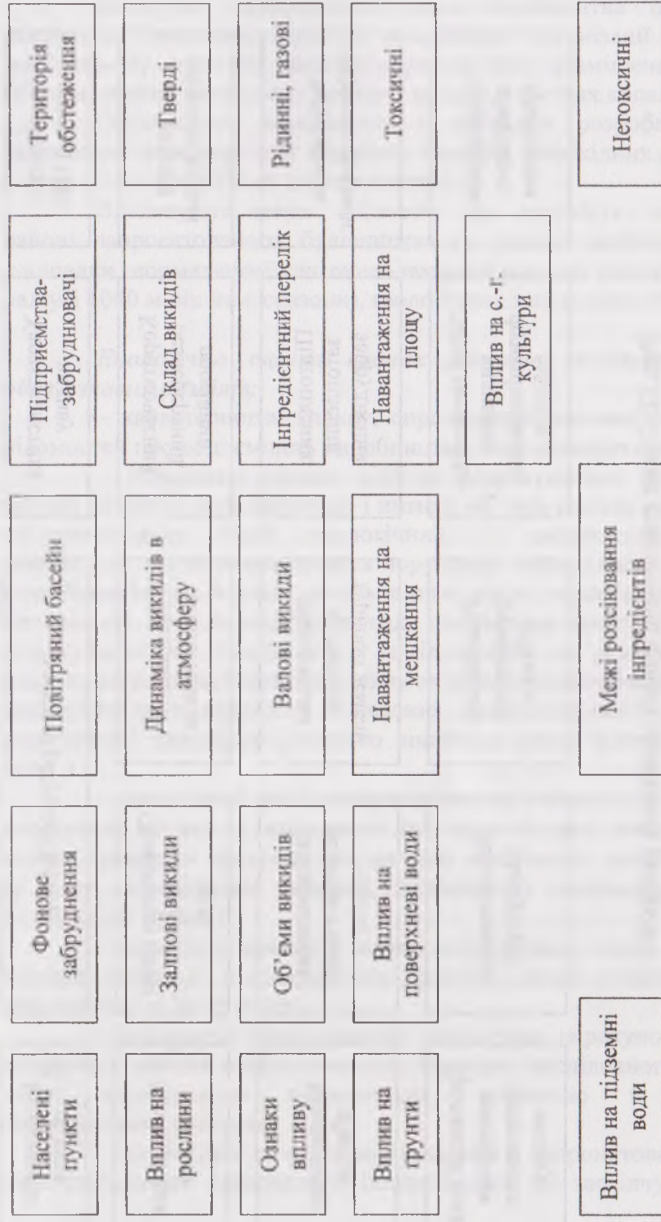 Населені
пункти
Фонове
забруднення
Повітряний басейн
Підприємства-
забруднювачі
Територія
обстеження
Вплив на
рослини
Залпові викиди
Динаміка викидів в
атмосферу
Склад викидів
Тверді
Ознаки
впливу
Об’єми викидів
Валові викиди
Інгредієнтний перелік
Рідинні, газові
Вплив на
ґрунти
Вплив на
поверхневі води
Навантаження на
мешканця
Навантаження на
площу
Токсичні
Вплив на с.-г.
культури
Вплив на підземні
води
Межі розсіювання
інгредієнтів
Нетоксичні